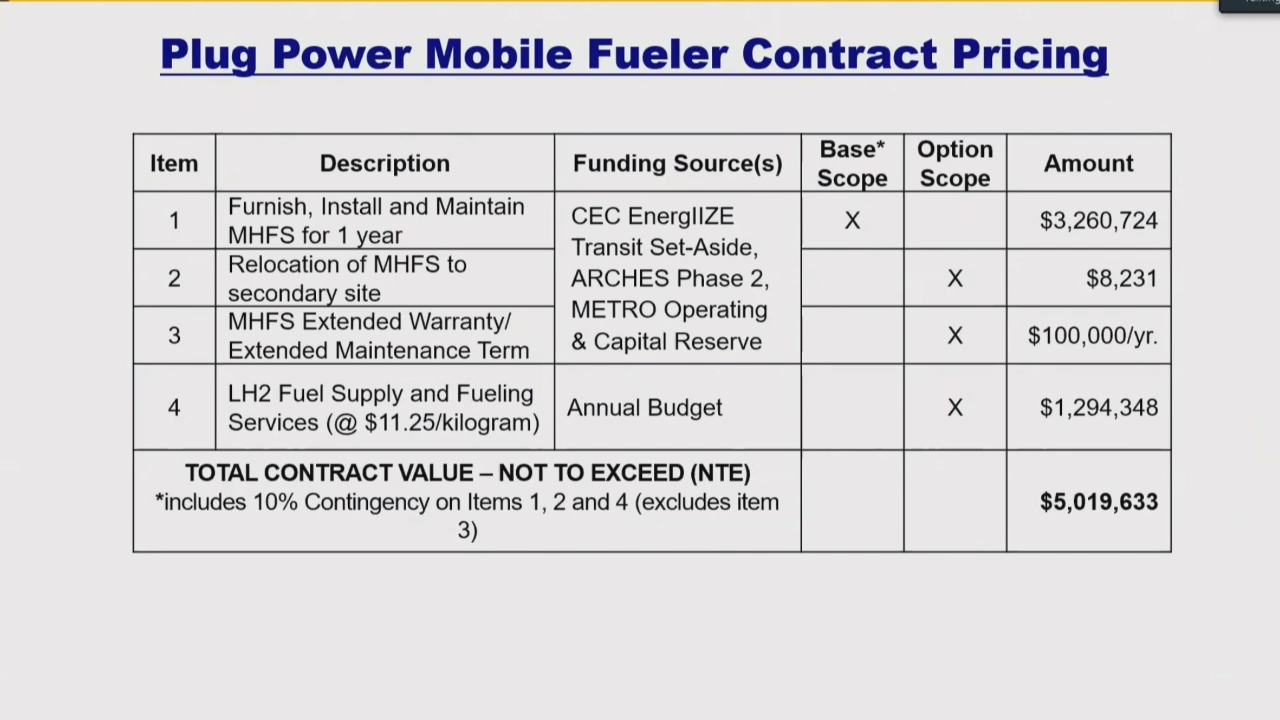 Plug Power Mobile Fueler Contract Pricing
Item
Description
Funding Source(s)
Base*
Scope
Option
Scope
Amount
1
Furnish, Install and Maintain
MHFS for 1 year
CEC EnergIIZE
Transit Set-Aside,
ARCHES Phase 2,
METRO Operating
& Capital Reserve
X
$3,260,724
2
Relocation of MHFS to
secondary site
X
$8,231
3
MHFS Extended Warranty/
Extended Maintenance Term
X
$100,000/yr.
4
LH2 Fuel Supply and Fueling
Services (@ $11.25/kilogram)
Annual Budget
X
$1,294,348
TOTAL CONTRACT VALUE – NOT TO EXCEED (NTE)
*includes 10% Contingency on Items 1, 2 and 4 (excludes item
3)
$5,019,633